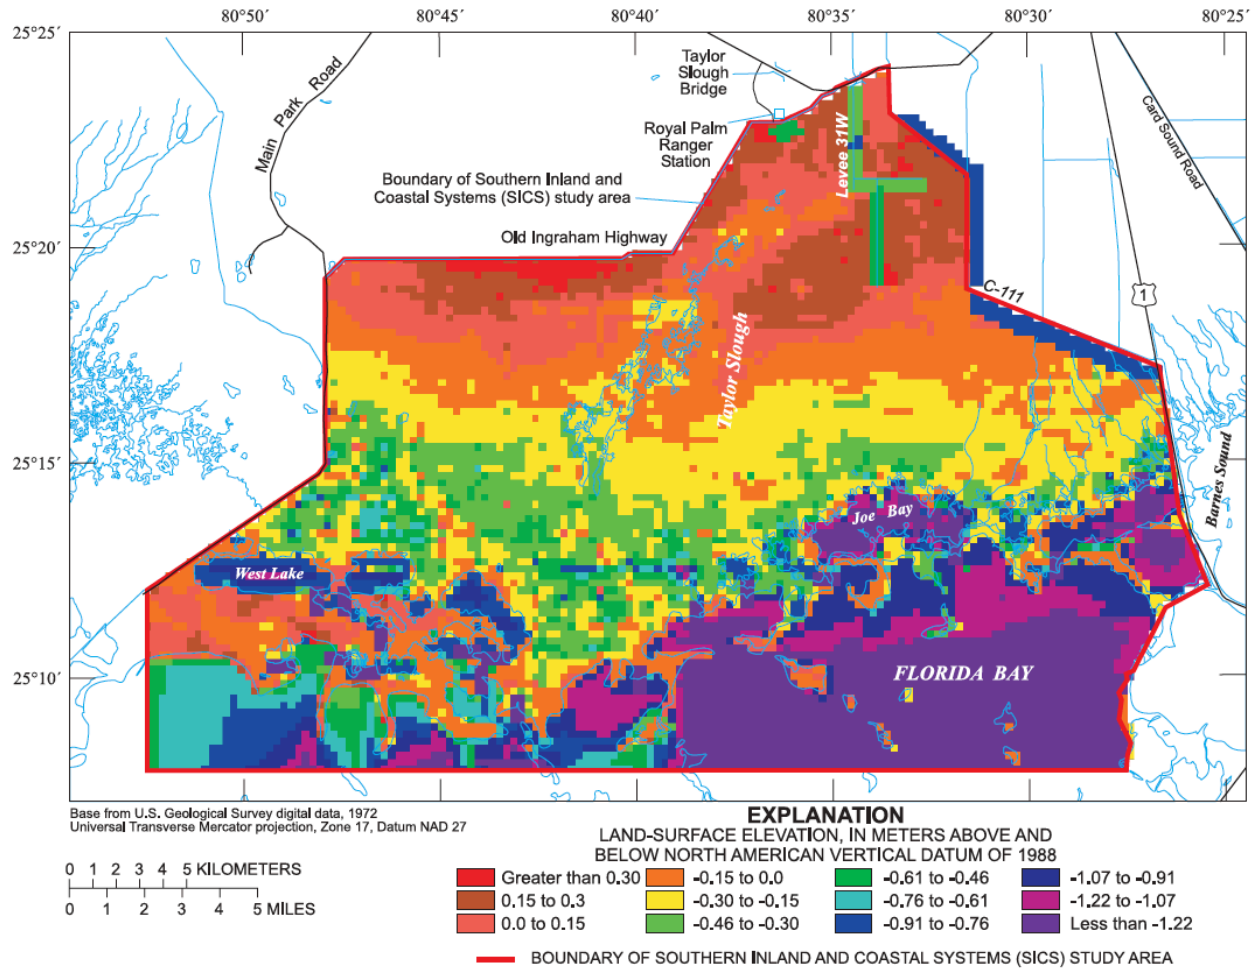 80°50´ 80°45´ 80°40´ 80°35´ 80°30´ 80°25´
25°25´
25°20´
25°15´
25°10´
Main Park Road
Taylor
Slough
Bridge
Royal Palm
Ranger
Station
Boundary of Southern Inland and
Coastal Systems (SICS) study area
Old Ingraham Highway
Levee 31W
Card Sound Road
C-111
1
Taylor Slough
Barnes Sound
Joe Bay
West Lake
FLORIDA BAY
Base from U.S. Geological Survey digital data, 1972
Universal Transverse Mercator projection, Zone 17, Datum NAD 27
0 1 2 3 4 5 KILOMETERS
0 1 2 3 4 5 MILES
EXPLANATION
LAND-SURFACE ELEVATION, IN METERS ABOVE AND
BELOW NORTH AMERICAN VERTICAL DATUM OF 1988
Greater than 0.30 -0.15 to 0.0 -0.61 to -0.46 -1.07 to -0.91
0.15 to 0.3 -0.30 to -0.15 -0.76 to -0.61 -1.22 to -1.07
0.0 to 0.15 -0.46 to -0.30 -0.91 to -0.76 Less than -1.22
BOUNDARY OF SOUTHERN INLAND AND COASTAL SYSTEMS (SICS) STUDY AREA